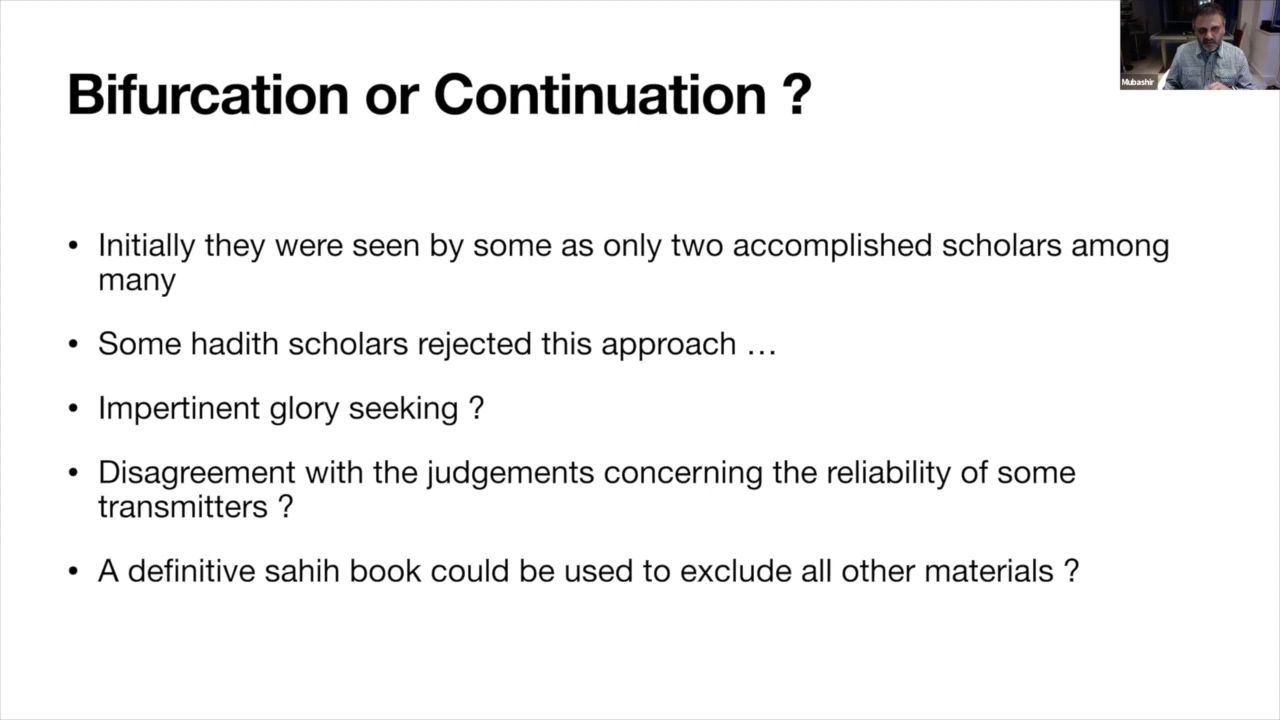 Bifurcation or Continuation ?
Mubashir
• Initially they were seen by some as only two accomplished scholars among
many
• Some hadith scholars rejected this approach …
• Impertinent glory seeking ?
• Disagreement with the judgements concerning the reliability of some
transmitters ?
• A definitive sahih book could be used to exclude all other materials ?